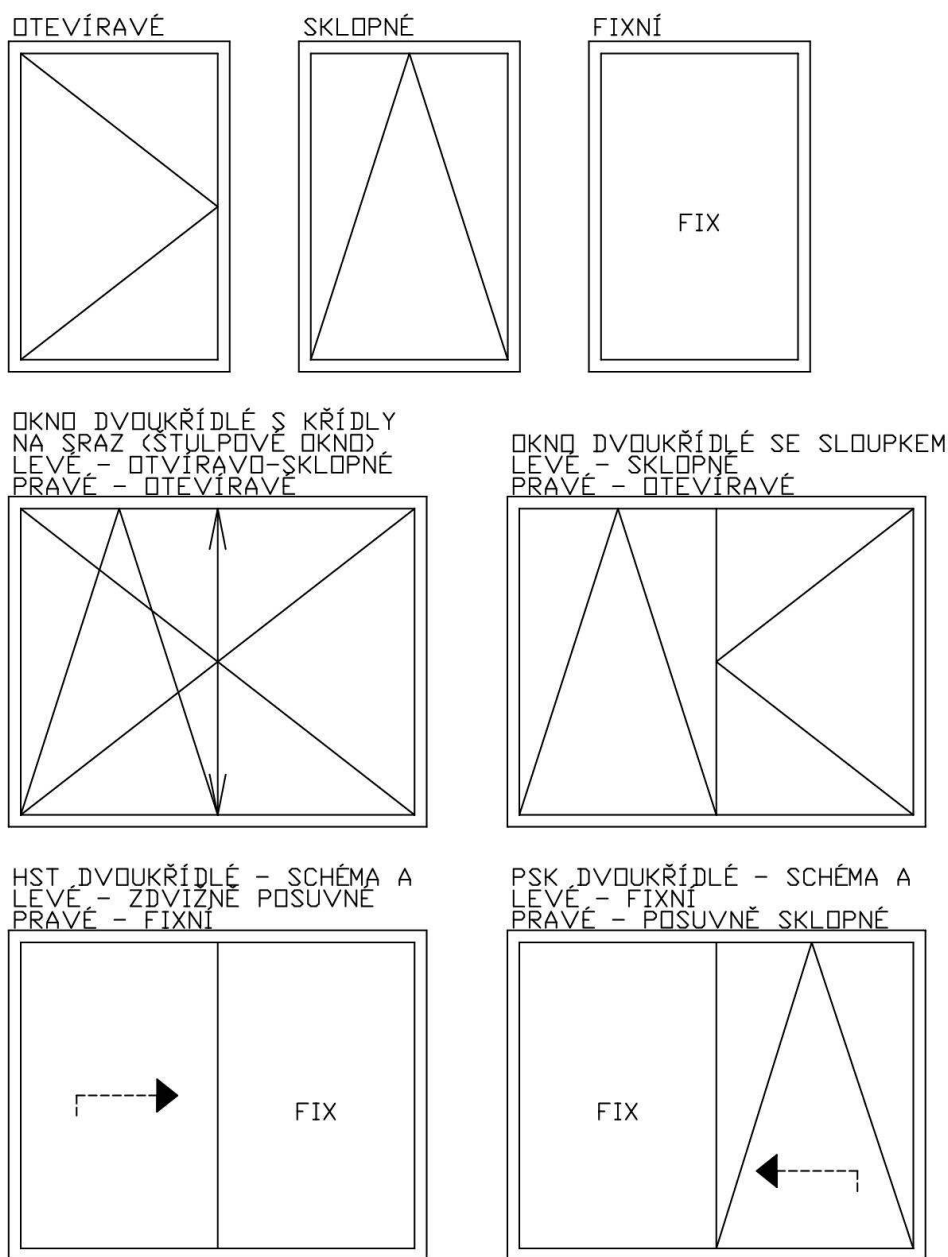 OTEVÍRAVÉ
SKLOPNÉ
FIXNÍ
FIX
OKNO DVOUKŘÍDLÉ S KŘÍDLY
NA SRAZ (ŠTULPOVÉ OKNO)
LEVÉ - OTVÍRAVO-SKLOPNÉ
PRAVÉ - OTEVÍRAVÉ
OKNO DVOUKŘÍDLÉ SE SLOUPKEM
LEVÉ - SKLOPNÉ
PRAVÉ - OTEVÍRAVÉ
HST DVOUKŘÍDLÉ - SCHÉMA A
LEVÉ - ZDVIŽNĚ POSUVNÉ
PRAVÉ - FIXNÍ
FIX
PSK DVOUKŘÍDLÉ - SCHÉMA A
LEVÉ - FIXNÍ
PRAVÉ - POSUVNĚ SKLOPNÉ
FIX